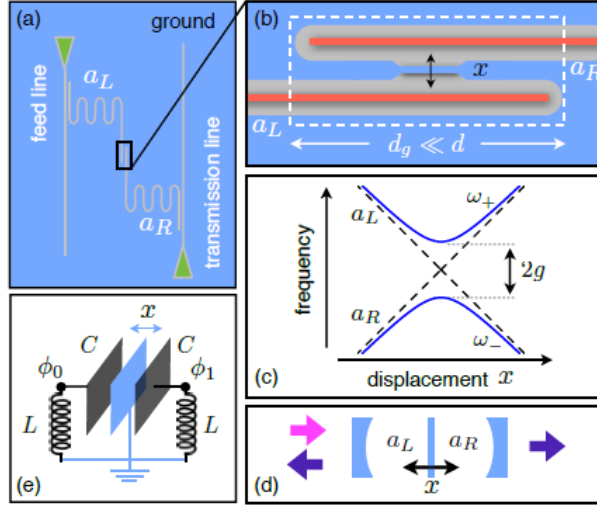 (a)
ground
feed line
a_L
a_R
transmission line
(b)
x
a_R
a_L
d_g ≪ d
(c)
frequency
a_L
a_R
ω_+
ω_−
2g
displacement x
(d)
a_L
a_R
x
(e)
x
C
C
ϕ_0
ϕ_1
L
L